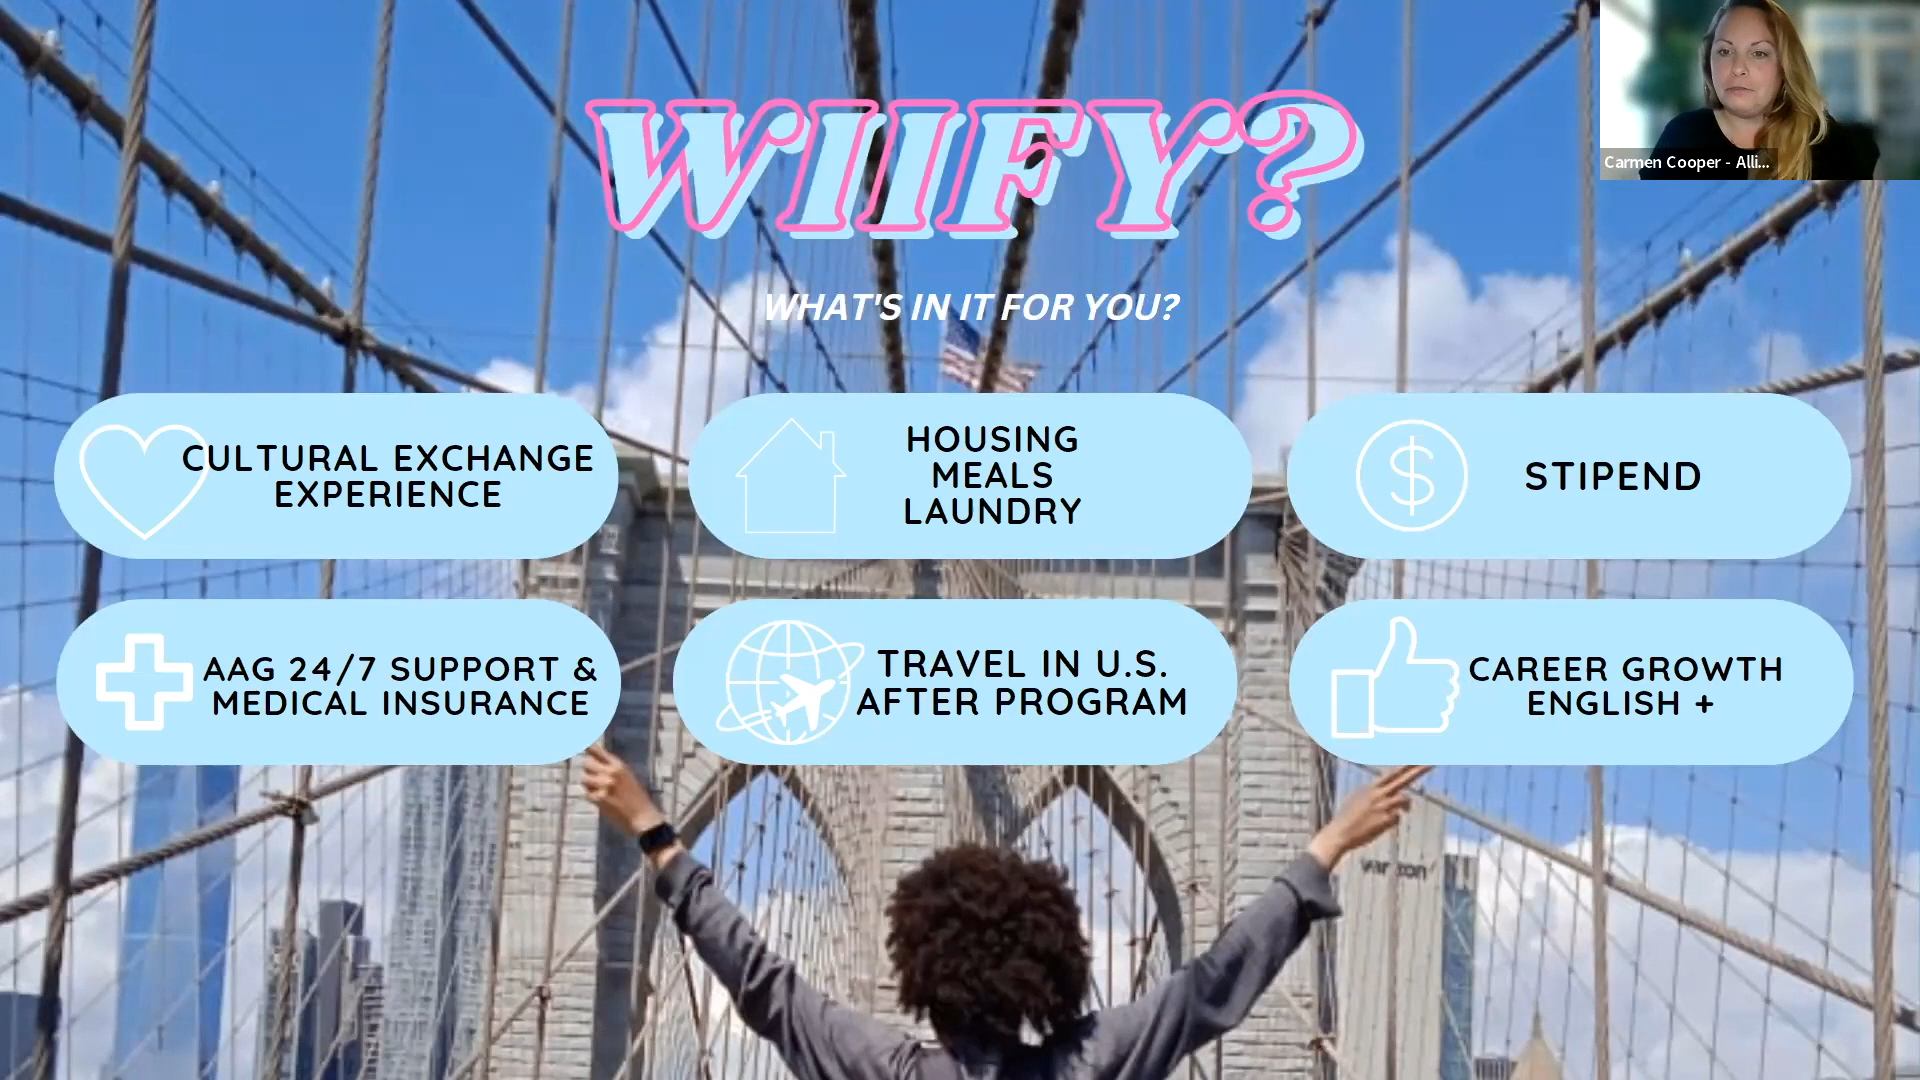 WIIFY?
WHAT'S IN IT FOR YOU?
CULTURAL EXCHANGE
EXPERIENCE
HOUSING
MEALS
LAUNDRY
STIPEND
AAG 24/7 SUPPORT &
MEDICAL INSURANCE
TRAVEL IN U.S.
AFTER PROGRAM
CAREER GROWTH
ENGLISH +
Carmen Cooper - Alli...
verizon